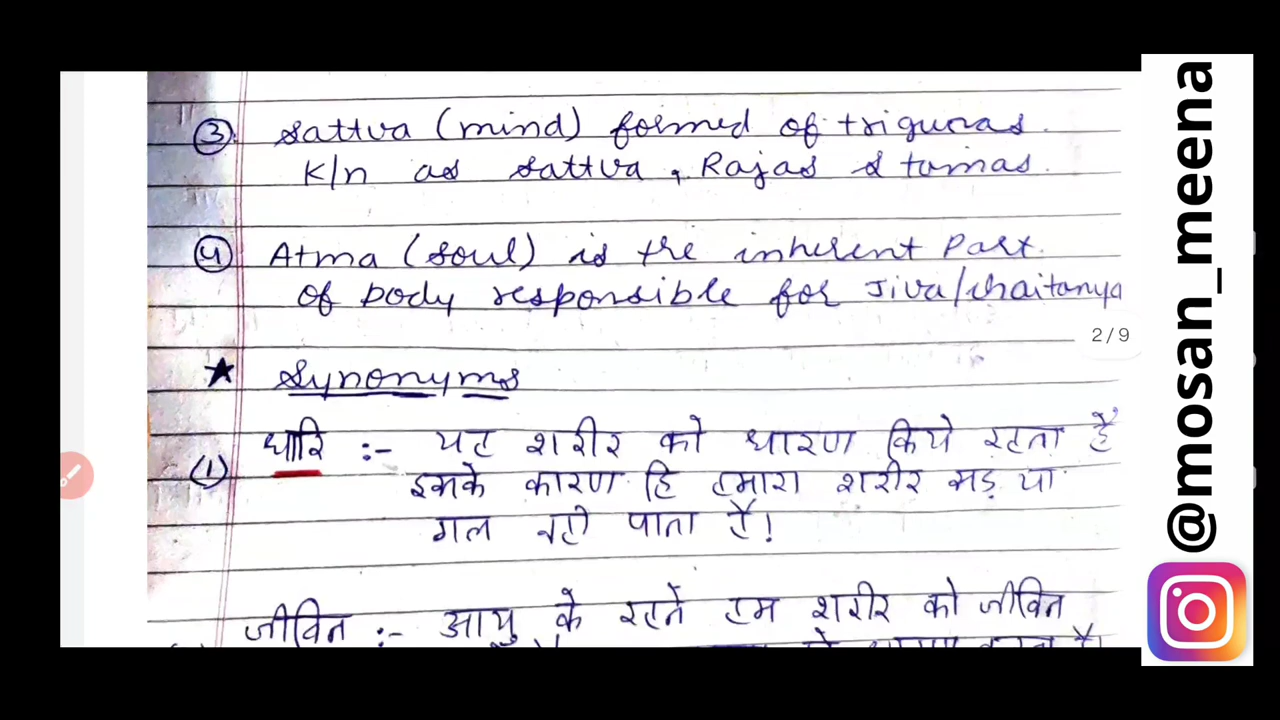 ③ Sattva (mind) formed of trigunas.
K/n as sattva, Rajas & tamas.
④ Atma (soul) is the inherent Part.
of body responsible for Jiva/chaitanya
2/9
★ Synonyms
(1) धारि :- यह शरीर को धारण किये रहता है
इसके कारण हि हमारा शरीर सड़ या
गल नही पाता है!
जीवित :- आयु के रहते हम शरीर को जीवित
धारण करता है।
@mosan_meena